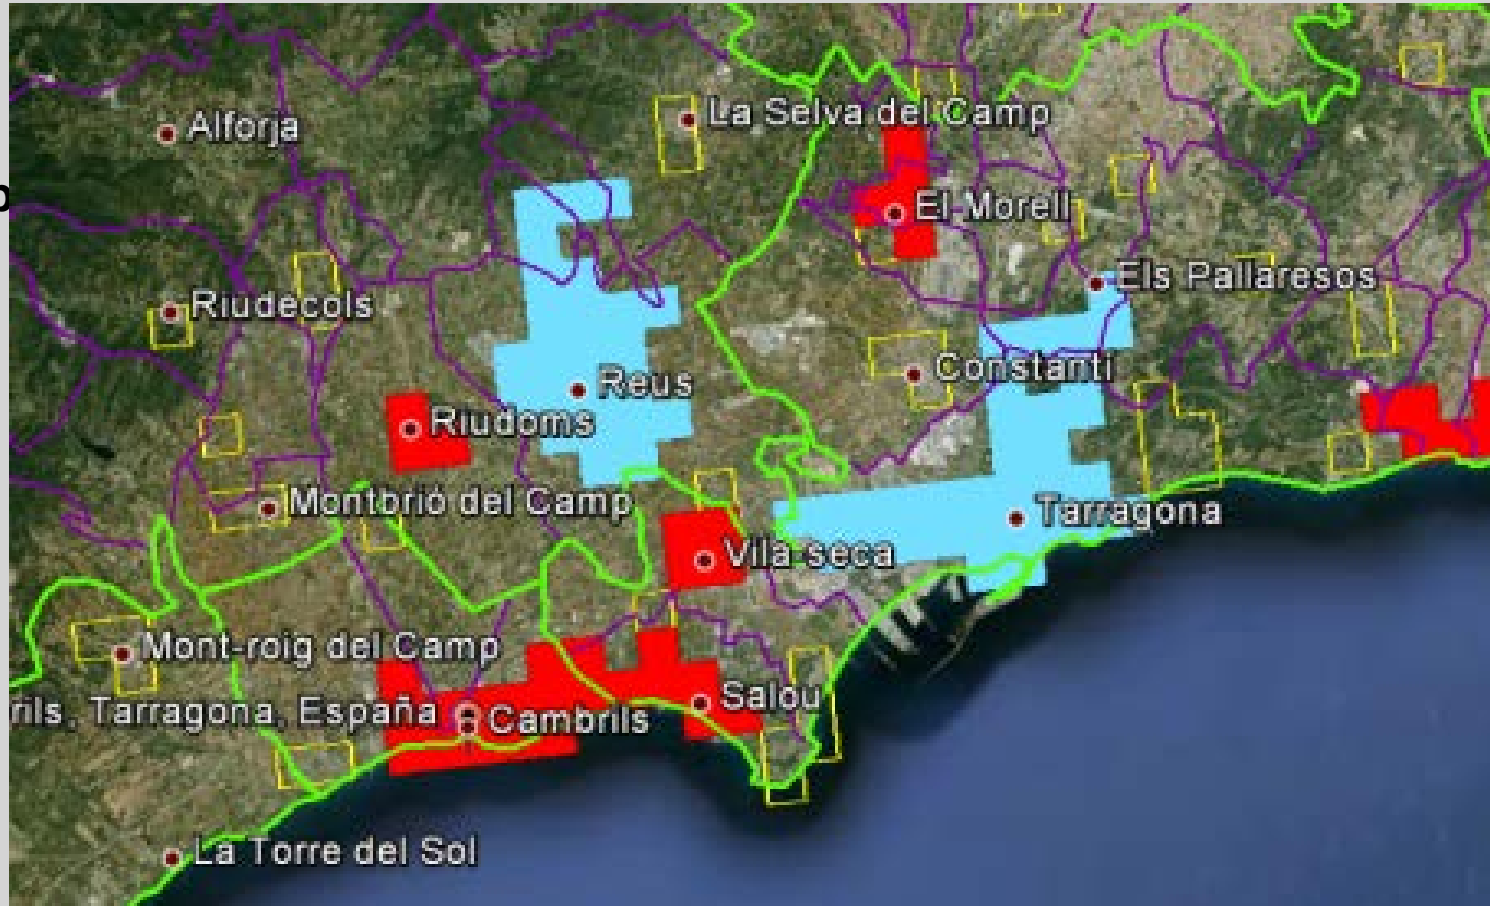 La Selva del Camp
Alforja
El Morell
Els Pallaresos
Riudecols
Constantí
Reus
Riudoms
Montbrió del Camp
Tarragona
Vila-seca
Mont-roig del Camp
Salou
rils, Tarragona, España
Cambrils
La Torre del Sol